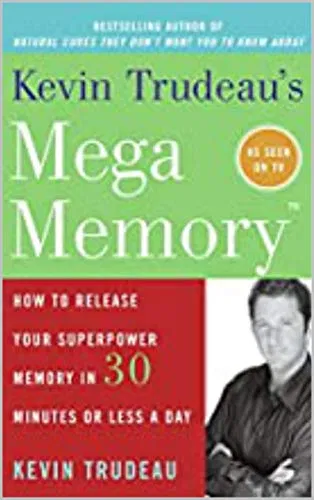 BESTSELLING AUTHOR OF
NATURAL CURES THEY DON'T WANT YOU TO KNOW ABOUT
Kevin Trudeau's
Mega
AS SEEN
ON TV
Memory™
HOW TO RELEASE
YOUR SUPERPOWER
MEMORY IN 30
MINUTES OR LESS A DAY
KEVIN TRUDEAU